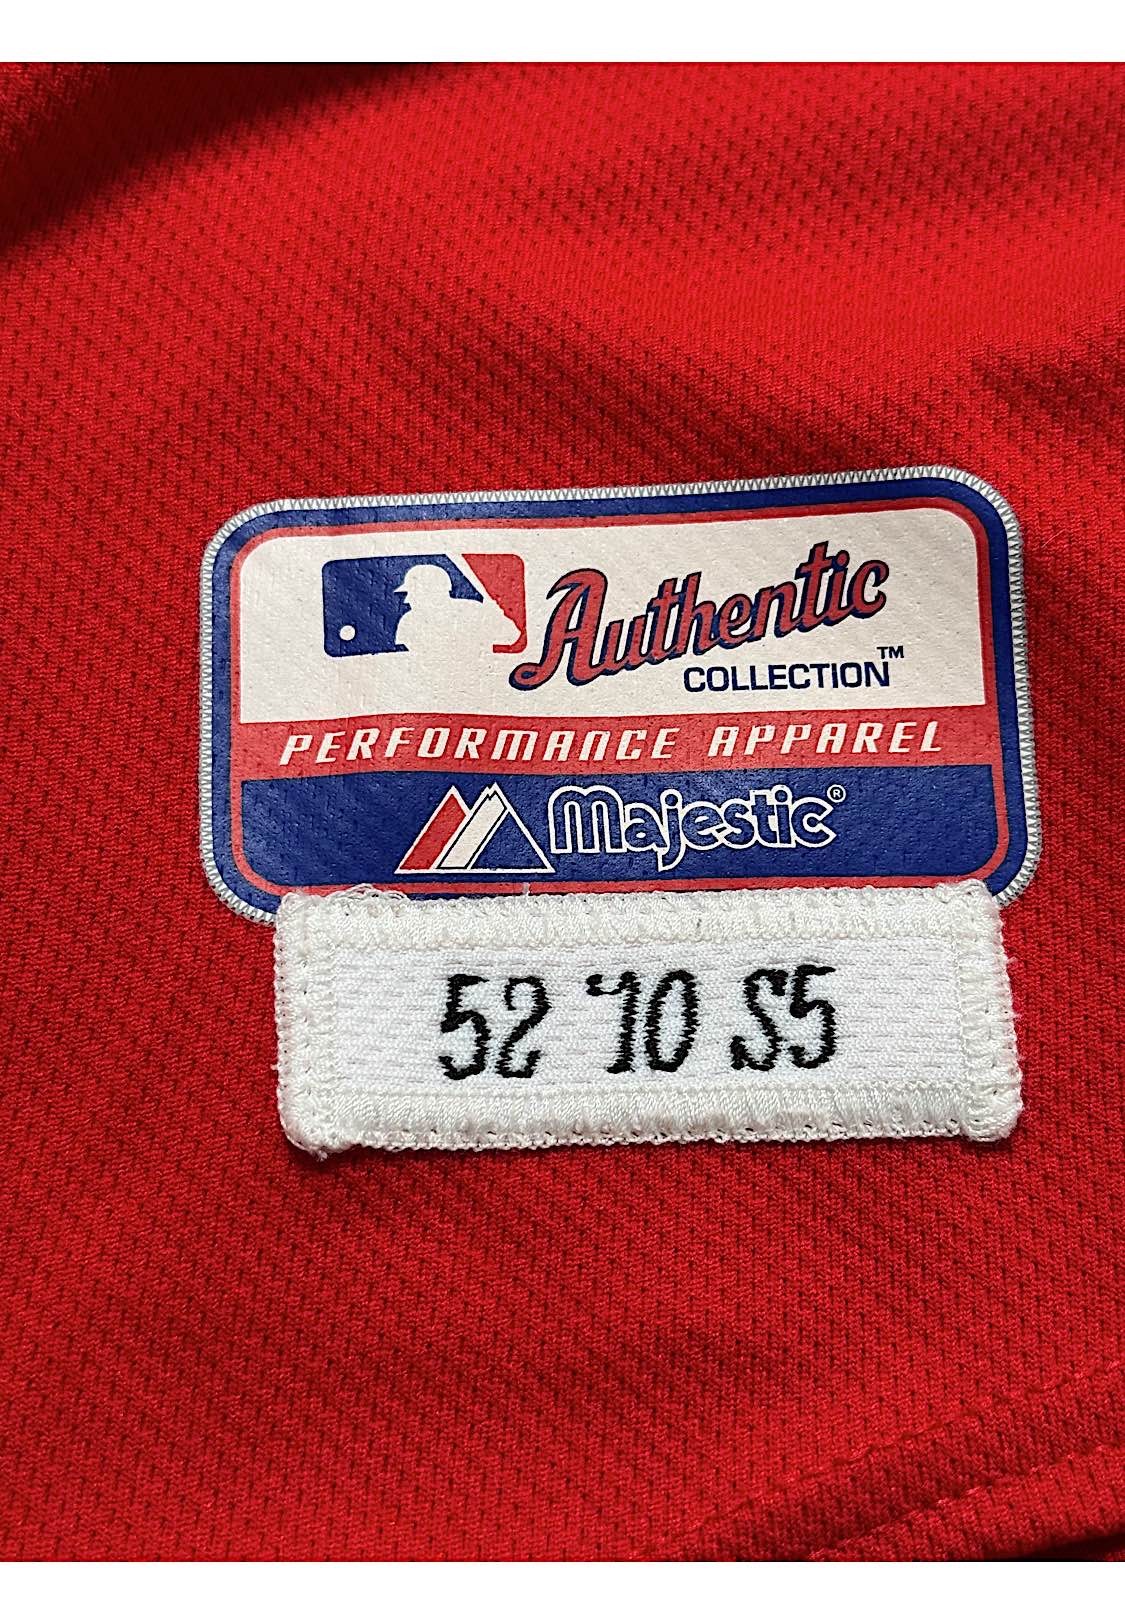 Authentic
COLLECTION™
PERFORMANCE APPAREL
Majestic®
52 '10 S5